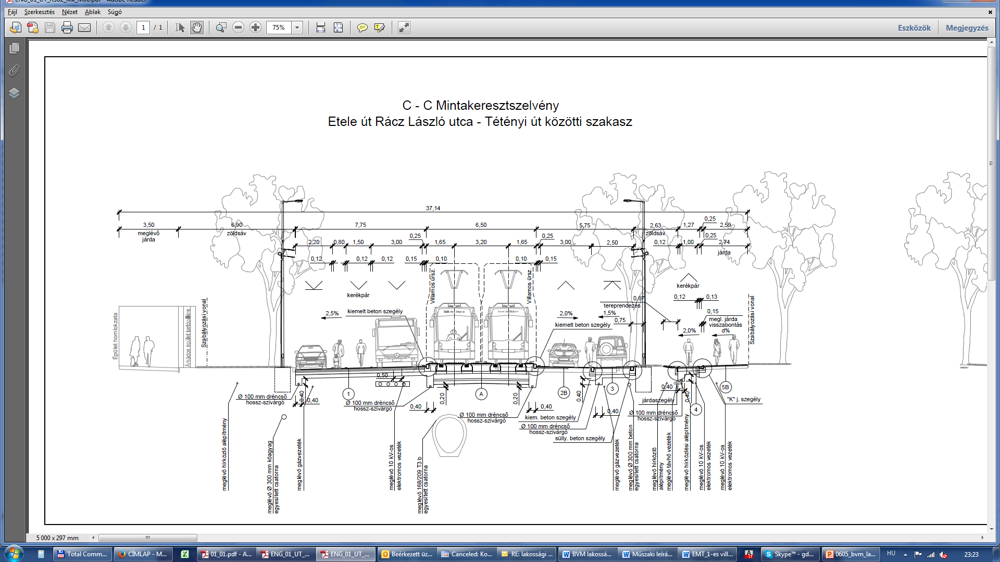 ENG_01_UT_R302_Mk_M06.pdf - Adobe Reader
Fájl Szerkesztés Nézet Ablak Súgó
1 / 1 75% Eszközök Megjegyzés
C - C Mintakeresztszelvény
Etele út Rácz László utca - Tétényi út közötti szakasz
37,14
0,25
3,50 6,90 7,75 6,50 5,75 2,63 1,27 2,59
meglévő
járda
zöldsáv
zöldsáv
0,25 0,25 0,25
2,20 0,80 1,50 3,00 1,65 3,20 1,65 3,00 2,50 0,12 1,00 2,74
járda
0,12 0,12 0,12 0,15 0,10 0,10 0,15
Villamos űrsz.
Villamos űrsz.
kerékpár
kerékpár
0,87
tereprendezés
0,12 0,13
Épület homlokzata
Árkádos épület tartópillére
Szabályozási vonal
Szabályozási vonal
2,5%
kiemelt beton szegély
2,0%
1,5%
0,75
kiemelt beton szegély
0,15
megl. járda
visszabontás
d%
2,0%
0,50
1
A
2B
3
4
5B
Ø 100 mm dréncső
hossz-szivárgó
0,40
0,40
Ø 100 mm dréncső
hossz-szivárgó
0,20
0,40
0,20
0,40
Ø 100 mm dréncső
hossz-szivárgó
0,40
kiem. beton szegély
Ø 100 mm dréncső
hossz-szivárgó
sülly. beton szegély
0,40
0,40
járdaszegély
Ø 100 mm dréncső
hossz-szivárgó
0,40
"K" j. szegély
meglévő hírközlő alépítmény
meglévő Ø 300 mm kőagyag
egyesített csatorna
meglévő gázvezeték
meglévő 10 kV-os
elektromos vezeték
meglévő 168/209 T3 b
egyesített csatorna
meglévő gázvezeték
meglévő Ø 300 mm beton
egyesített csatorna
meglévő hírközlő
alépítmény
meglévő távhő vezeték
meglévő hírközlési alépítmény
meglévő 10 kV-os
elektromos vezeték
meglévő 10 kV-os
elektromos vezeték
5 000 x 297 mm
Total Comm... CÍMLAP - M... 01_01.pdf - A... ENG_01_UT_... ENG_01_UT_... Beérkezett üz... Canceled: Ko... RE: lakossági ... BVM lakossá... Műszaki leírá... EMT_1-es vill... Skype™ - gd... 0605_bvm_la... HU 23:23